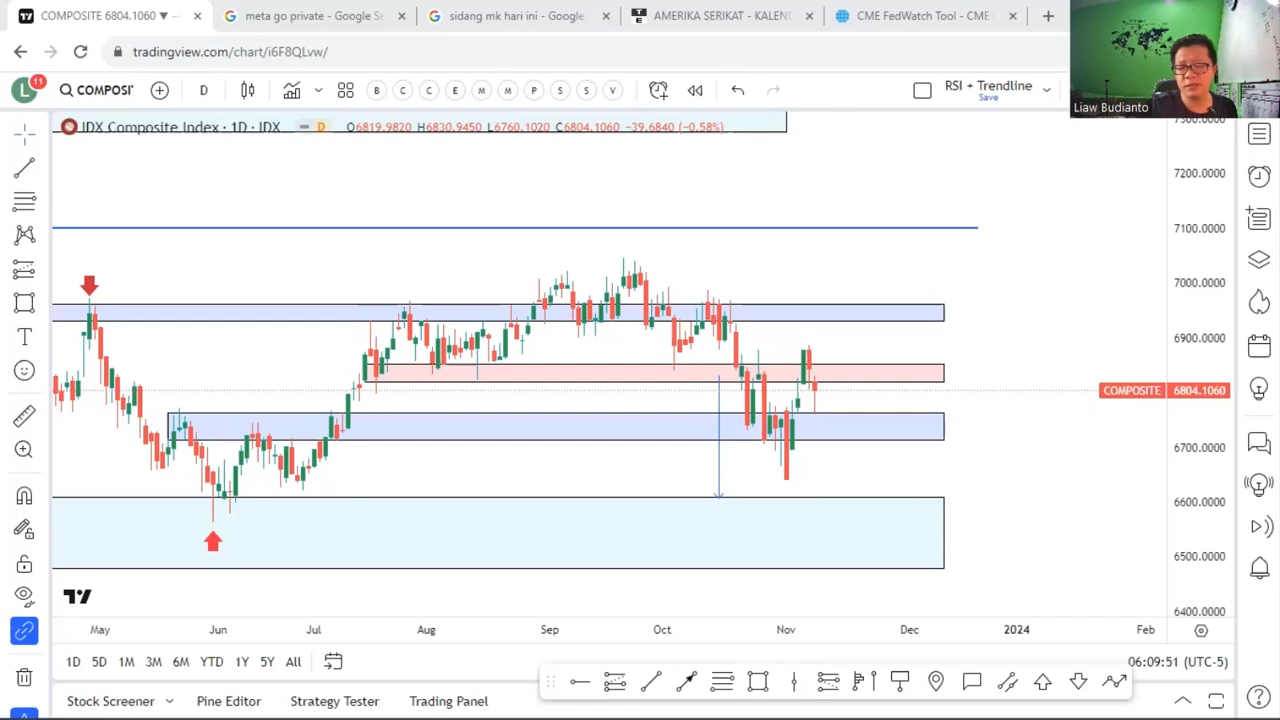 COMPOSITE 6804.1060 ▼ −
meta go private - Google Se
sidang mk hari ini - Google
AMERIKA SERIKAT - KALEN
CME FedWatch Tool - CME
tradingview.com/chart/i6F8QLvw/
L
11
COMPOSI
D
B
C
C
E
M
M
P
S
S
V
RSI + Trendline
Save
Liaw Budianto
IDX Composite Index · 1D · IDX
D
O6819.9820 H6830.9450 L6760.1020 C6804.1060 −39.6840 (−0.58%)
7300.0000
7200.0000
7100.0000
7000.0000
6900.0000
COMPOSITE 6804.1060
6700.0000
6600.0000
6500.0000
6400.0000
May
Jun
Jul
Aug
Sep
Oct
Nov
Dec
2024
Feb
1D 5D 1M 3M 6M YTD 1Y 5Y All
06:09:51 (UTC-5)
Stock Screener
Pine Editor
Strategy Tester
Trading Panel